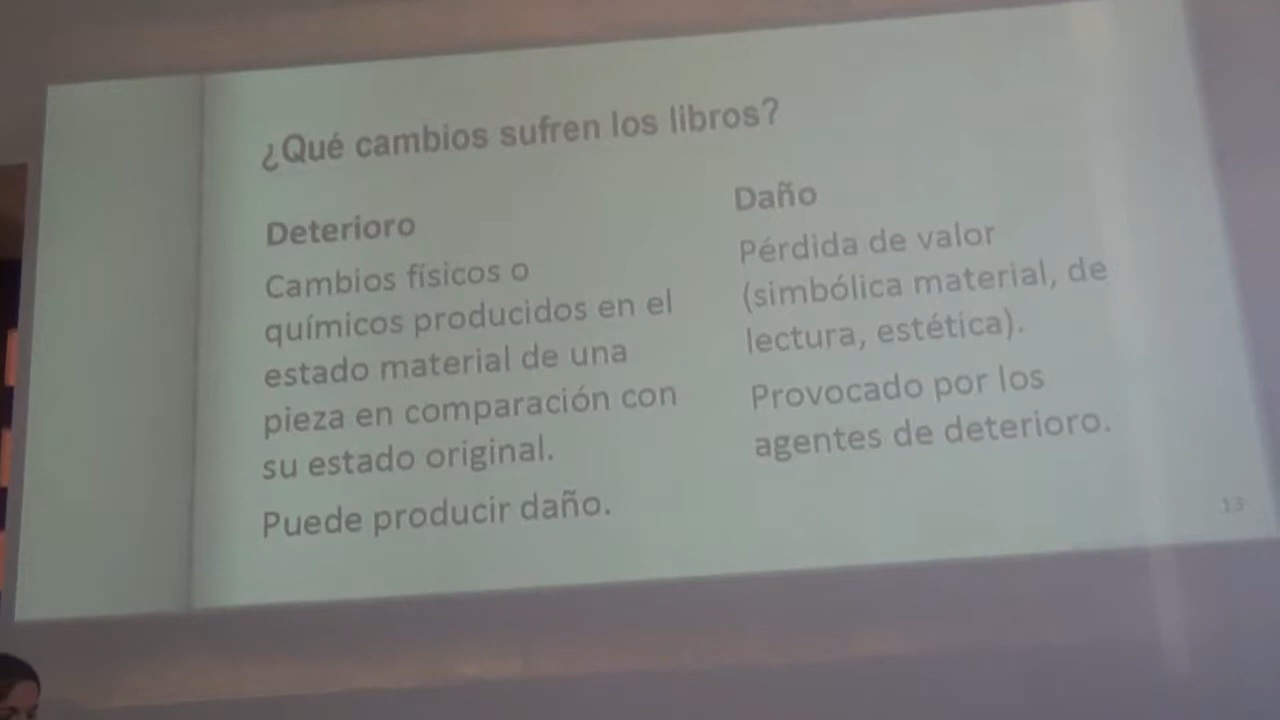 ¿Qué cambios sufren los libros?
Deterioro
Cambios físicos o
químicos producidos en el
estado material de una
pieza en comparación con
su estado original.
Puede producir daño.
Daño
Pérdida de valor
(simbólica material, de
lectura, estética).
Provocado por los
agentes de deterioro.
13